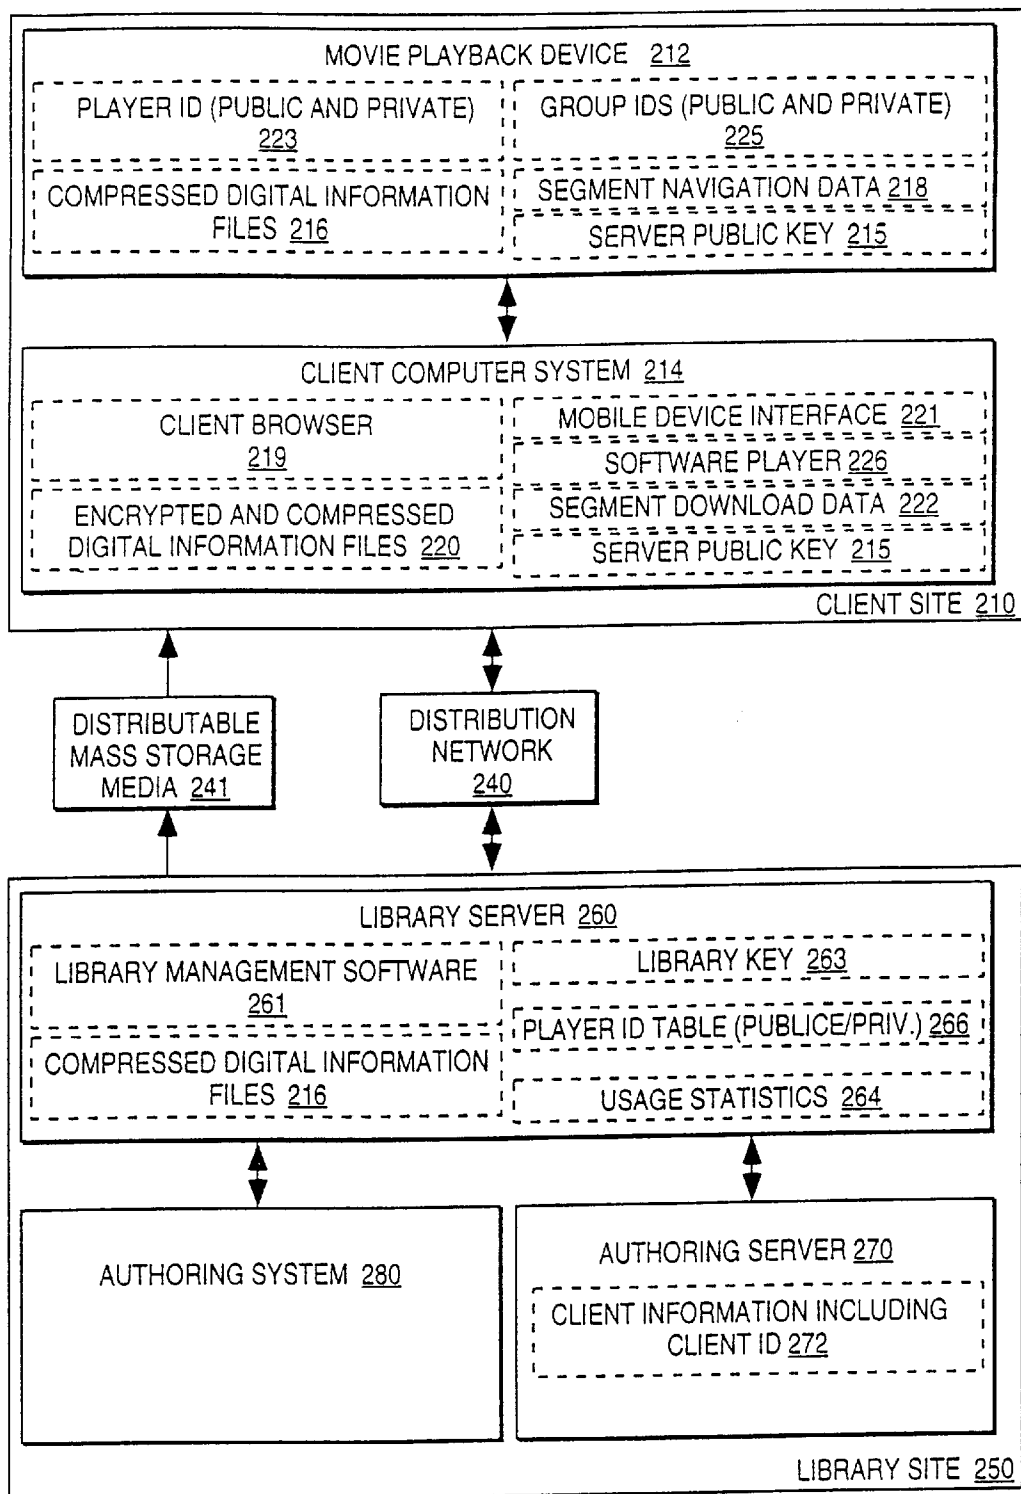 MOVIE PLAYBACK DEVICE 212
PLAYER ID (PUBLIC AND PRIVATE)
223
GROUP IDS (PUBLIC AND PRIVATE)
225
COMPRESSED DIGITAL INFORMATION
FILES 216
SEGMENT NAVIGATION DATA 218
SERVER PUBLIC KEY 215
CLIENT COMPUTER SYSTEM 214
CLIENT BROWSER
219
MOBILE DEVICE INTERFACE 221
SOFTWARE PLAYER 226
ENCRYPTED AND COMPRESSED
DIGITAL INFORMATION FILES 220
SEGMENT DOWNLOAD DATA 222
SERVER PUBLIC KEY 215
CLIENT SITE 210
DISTRIBUTABLE
MASS STORAGE
MEDIA 241
DISTRIBUTION
NETWORK
240
LIBRARY SERVER 260
LIBRARY MANAGEMENT SOFTWARE
261
LIBRARY KEY 263
PLAYER ID TABLE (PUBLICE/PRIV.) 266
COMPRESSED DIGITAL INFORMATION
FILES 216
USAGE STATISTICS 264
AUTHORING SYSTEM 280
AUTHORING SERVER 270
CLIENT INFORMATION INCLUDING
CLIENT ID 272
LIBRARY SITE 250